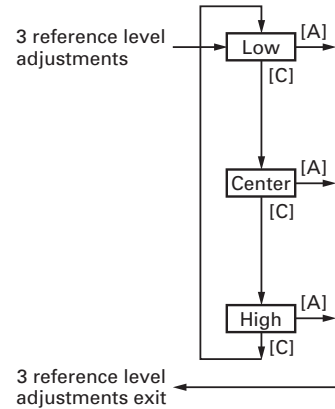 3 reference level
adjustments
Low
[A]
[C]
Center
[A]
[C]
High
[A]
[C]
3 reference level
adjustments exit